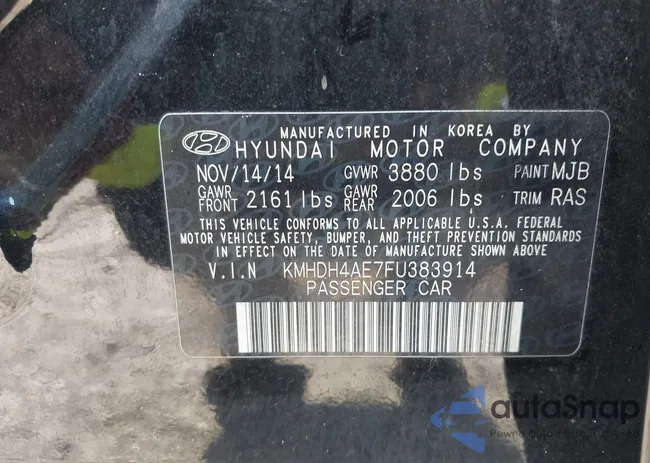 MANUFACTURED IN KOREA BY
HYUNDAI MOTOR COMPANY
NOV/14/14 GVWR 3880 lbs PAINT MJB
GAWR FRONT 2161 lbs GAWR REAR 2006 lbs TRIM RAS
THIS VEHICLE CONFORMS TO ALL APPLICABLE U.S.A. FEDERAL
MOTOR VEHICLE SAFETY, BUMPER, AND THEFT PREVENTION STANDARDS
IN EFFECT ON THE DATE OF MANUFACTURE SHOWN ABOVE
V.I.N KMHDH4AE7FU383914
PASSENGER CAR
autoSnap